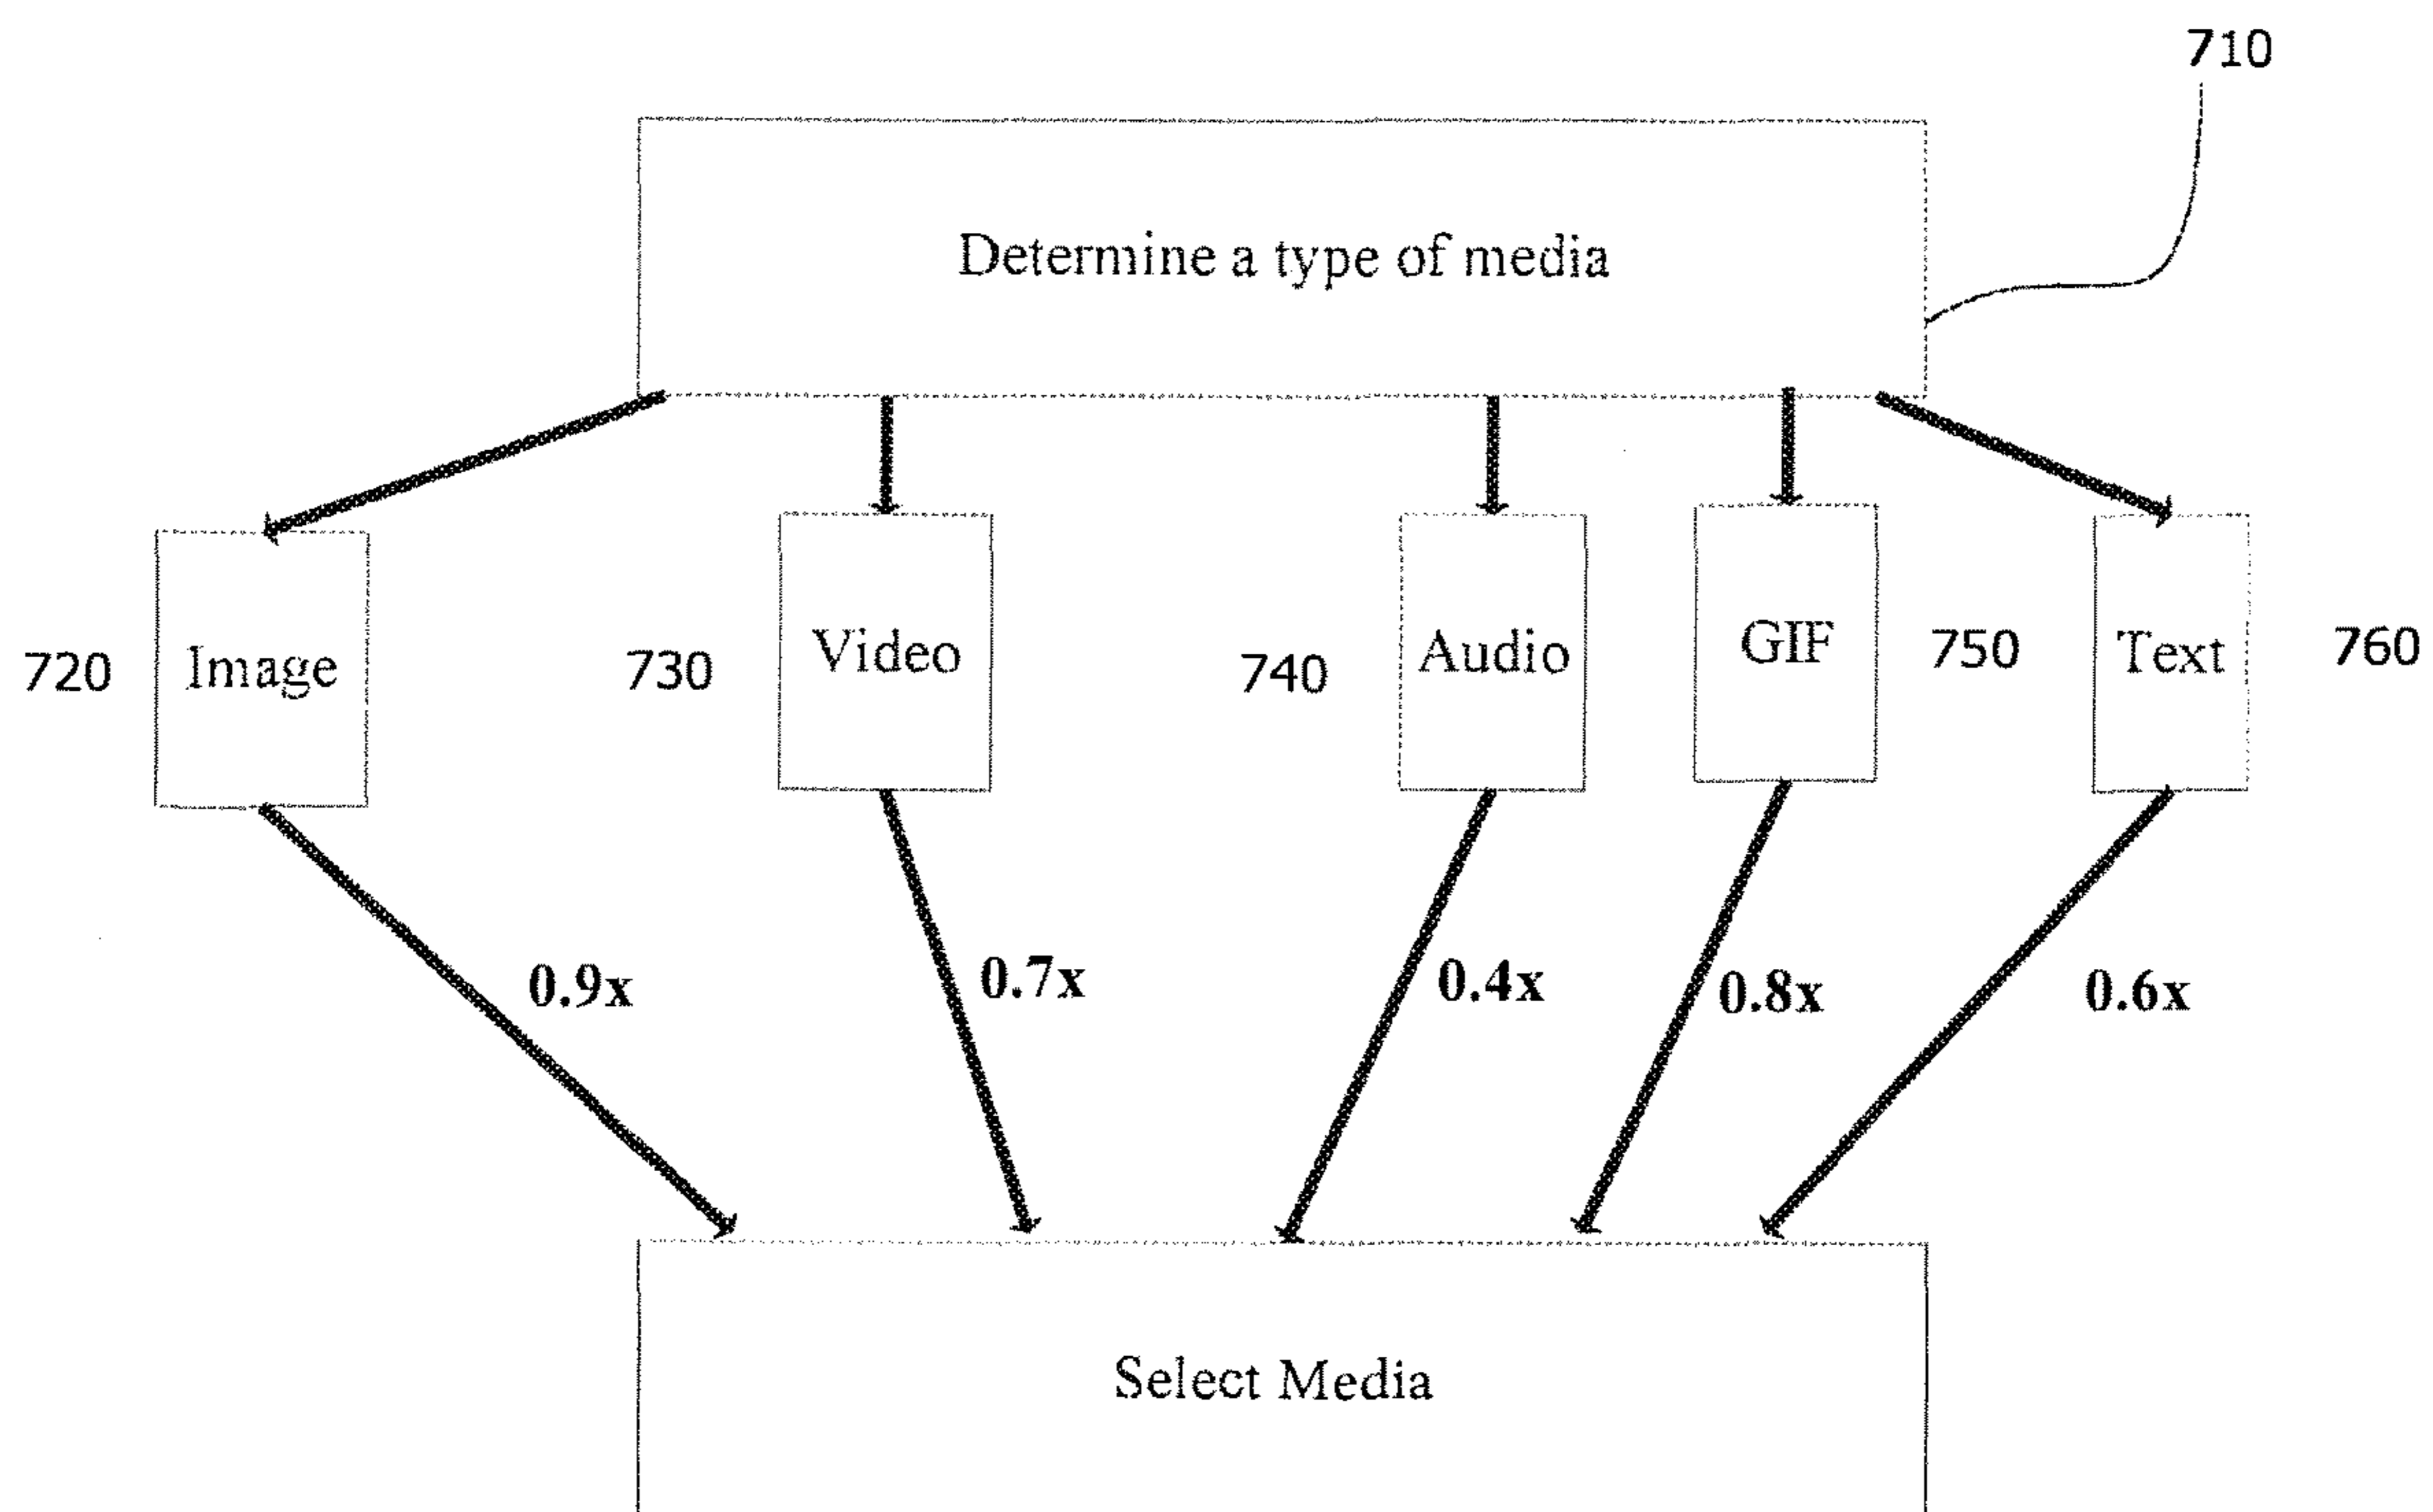 710
Determine a type of media
720
Image
730
Video
740
Audio
GIF
750
Text
760
0.9x
0.7x
0.4x
0.8x
0.6x
Select Media